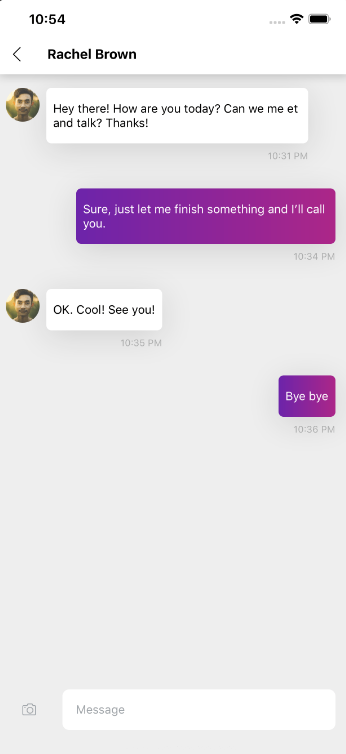 10:54
Rachel Brown
Hey there! How are you today? Can we me et
and talk? Thanks!
10:31 PM
Sure, just let me finish something and I’ll call
you.
10:34 PM
OK. Cool! See you!
10:35 PM
Bye bye
10:36 PM
Message